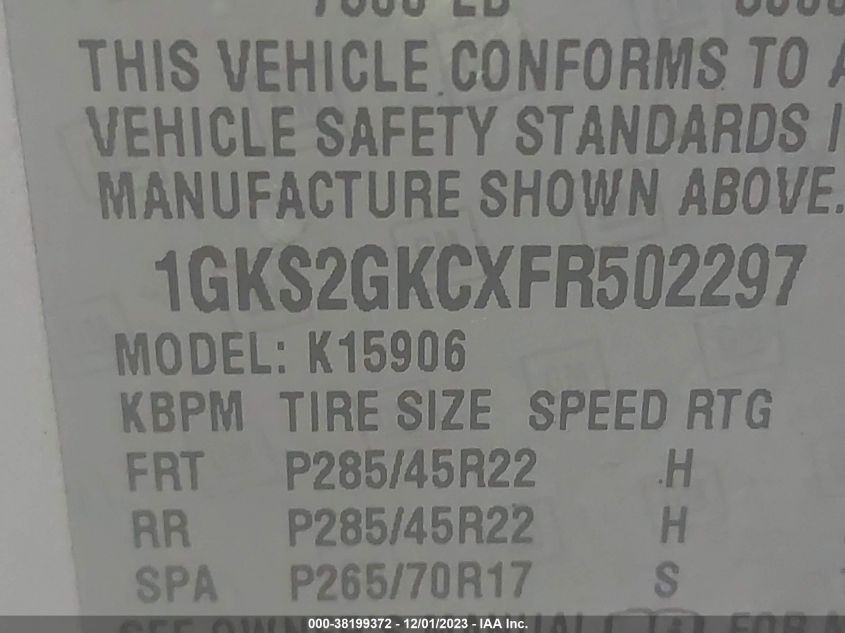 THIS VEHICLE CONFORMS TO A
VEHICLE SAFETY STANDARDS I
MANUFACTURE SHOWN ABOVE.
1GKS2GKCXFR502297
MODEL: K15906
KBPM TIRE SIZE SPEED RTG
FRT P285/45R22 H
RR P285/45R22 H
SPA P265/70R17 S
000-38199372 - 12/01/2023 - IAA Inc.